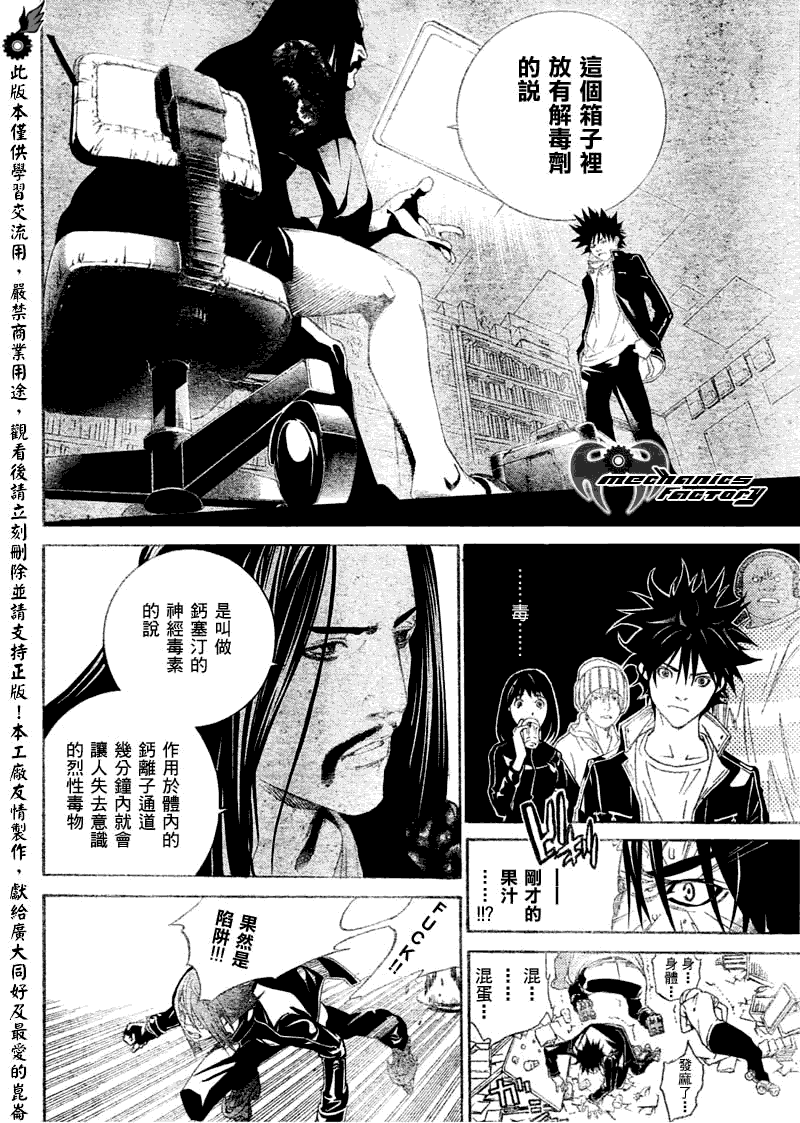 這個箱子裡
放有解毒劑
的說
mechanics
factory
……毒……
是叫做
鈣塞汀的
神經毒素
的說
作用於體內的
鈣離子通道
幾分鐘內就會
讓人失去意識
的烈性毒物
——
剛才的
果汁
……!!?
身…
身體…
發麻了…
混……
混蛋…
FUCK!!
果然是
陷阱!!!
此版本僅供學習交流用，嚴禁商業用途，觀看後請立刻刪除並請支持正版！本工廠友情製作，獻給廣大同好及最愛的崑崙